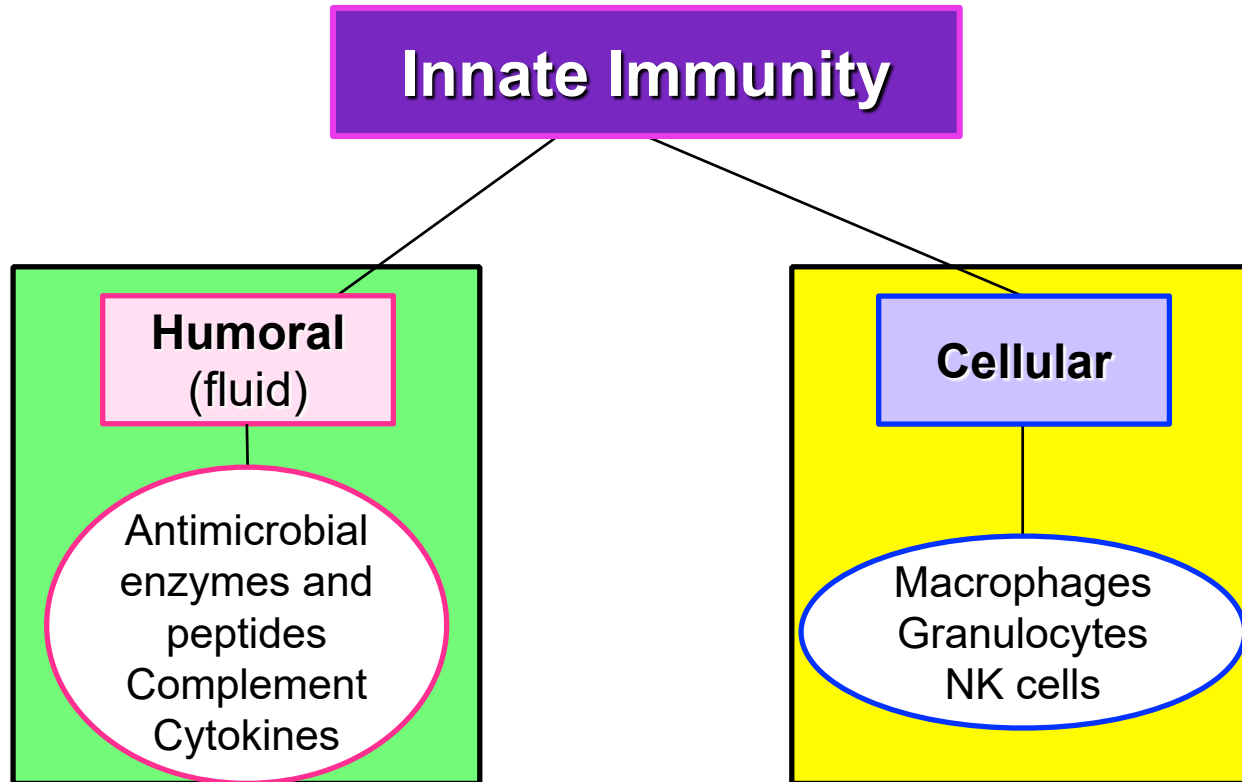 Innate Immunity
Humoral
(fluid)
Antimicrobial
enzymes and
peptides
Complement
Cytokines
Cellular
Macrophages
Granulocytes
NK cells